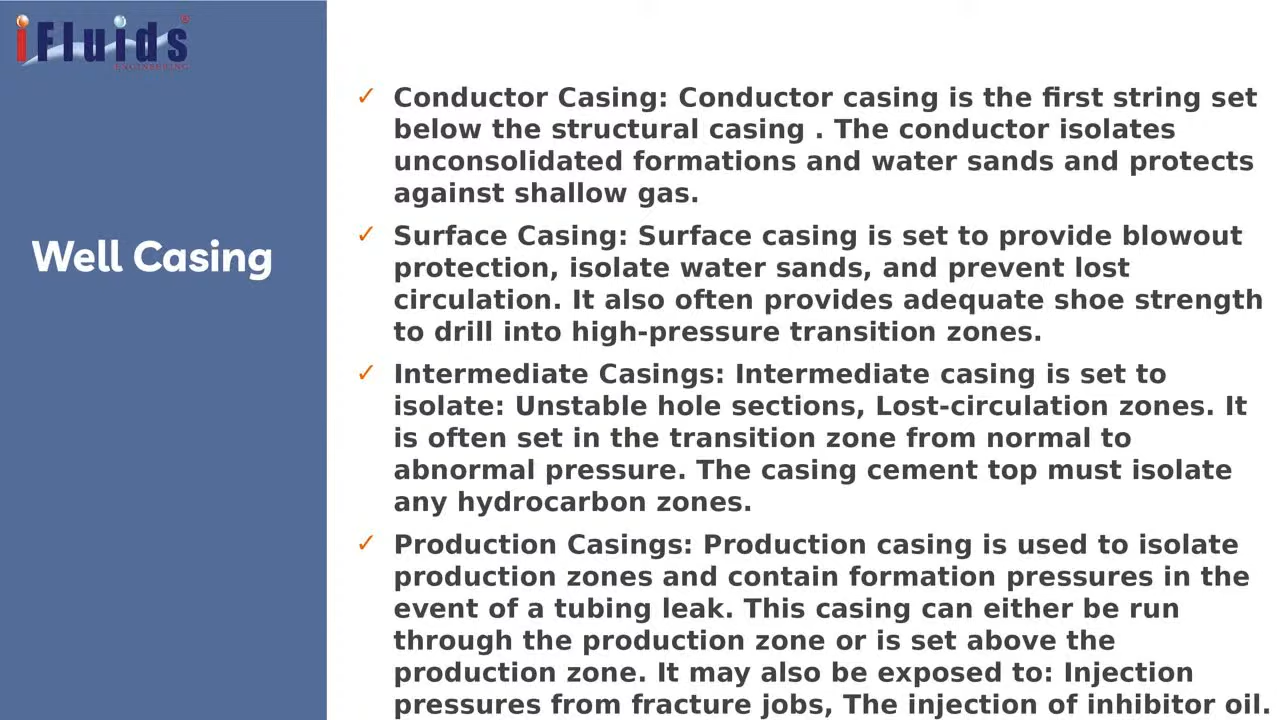 iFluids®
ENGINEERING
Well Casing
✓ Conductor Casing: Conductor casing is the first string set
below the structural casing . The conductor isolates
unconsolidated formations and water sands and protects
against shallow gas.
✓ Surface Casing: Surface casing is set to provide blowout
protection, isolate water sands, and prevent lost
circulation. It also often provides adequate shoe strength
to drill into high-pressure transition zones.
✓ Intermediate Casings: Intermediate casing is set to
isolate: Unstable hole sections, Lost-circulation zones. It
is often set in the transition zone from normal to
abnormal pressure. The casing cement top must isolate
any hydrocarbon zones.
✓ Production Casings: Production casing is used to isolate
production zones and contain formation pressures in the
event of a tubing leak. This casing can either be run
through the production zone or is set above the
production zone. It may also be exposed to: Injection
pressures from fracture jobs, The injection of inhibitor oil.